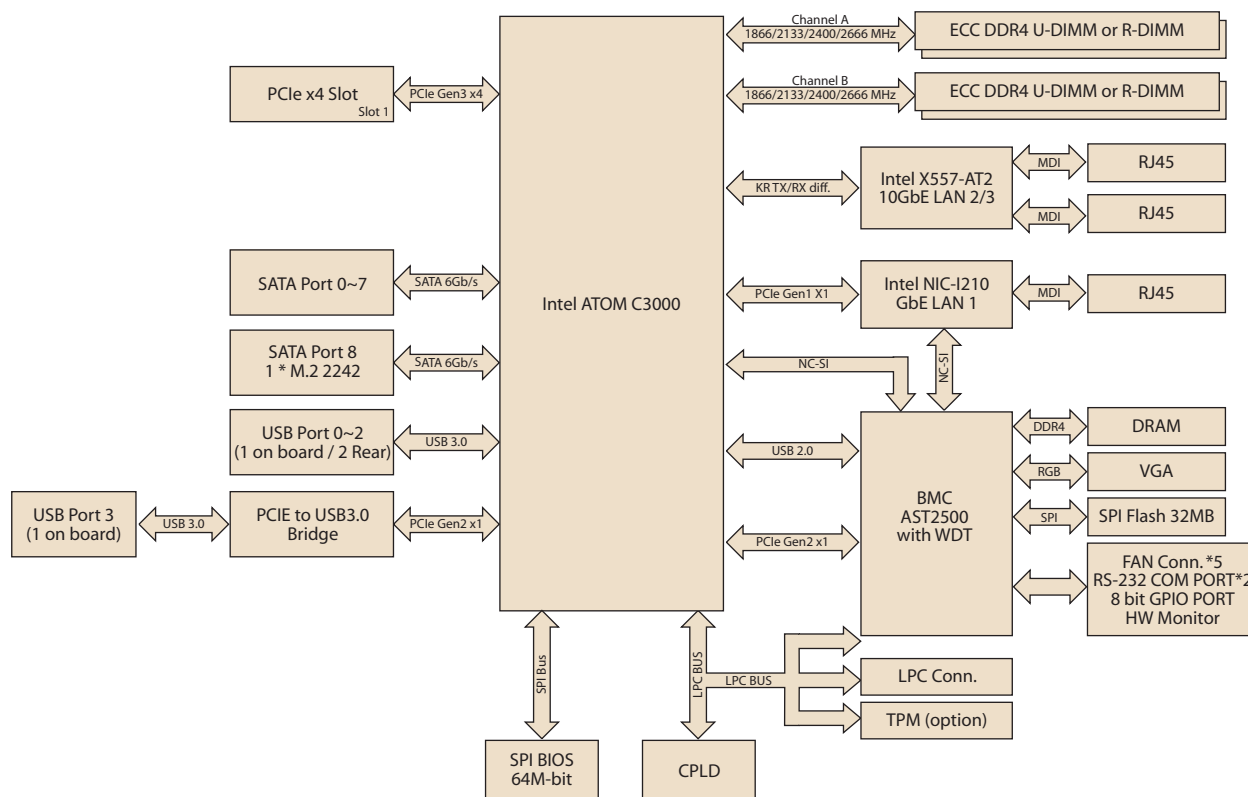 Channel A
1866/2133/2400/2666 MHz
ECC DDR4 U-DIMM or R-DIMM
PCIe x4 Slot
Slot 1
PCIe Gen3 x4
Channel B
1866/2133/2400/2666 MHz
ECC DDR4 U-DIMM or R-DIMM
KR TX/RX diff.
Intel X557-AT2
10GbE LAN 2/3
MDI
RJ45
MDI
RJ45
SATA Port 0~7
SATA 6Gb/s
Intel ATOM C3000
PCIe Gen1 X1
Intel NIC-I210
GbE LAN 1
MDI
RJ45
SATA Port 8
1 * M.2 2242
SATA 6Gb/s
NC-SI
NC-SI
USB Port 0~2
(1 on board / 2 Rear)
USB 3.0
USB 2.0
BMC
AST2500
with WDT
DDR4
DRAM
RGB
VGA
SPI
SPI Flash 32MB
USB Port 3
(1 on board)
USB 3.0
PCIE to USB3.0
Bridge
PCIe Gen2 x1
PCIe Gen2 x1
FAN Conn. *5
RS-232 COM PORT*2
8 bit GPIO PORT
HW Monitor
SPI Bus
LPC BUS
LPC BUS
LPC Conn.
TPM (option)
SPI BIOS
64M-bit
CPLD